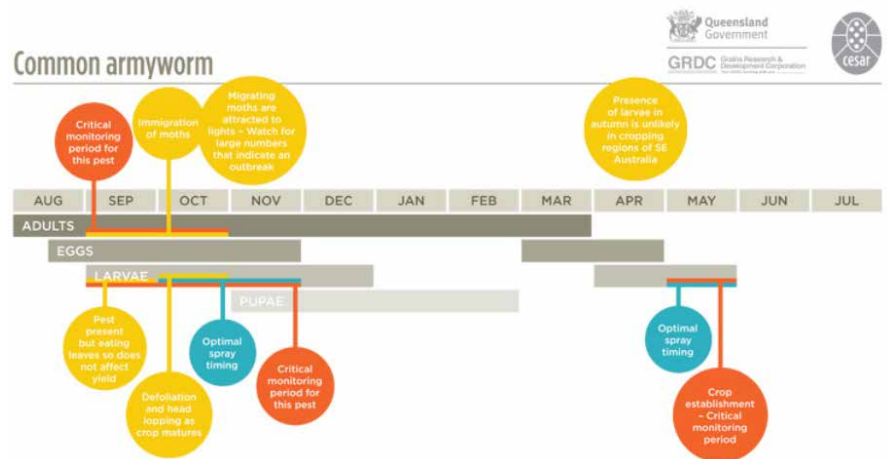 Queensland
Government
GRDC
Grains Research &
Development Corporation
cesar
Common armyworm
Critical
monitoring
period for
this pest
Immigration
of moths
Migrating
moths are
attracted to
lights – Watch for
large numbers
that indicate an
outbreak
Presence
of larvae in
autumn is unlikely
in cropping
regions of SE
Australia
AUG SEP OCT NOV DEC JAN FEB MAR APR MAY JUN JUL
ADULTS
EGGS
LARVAE
PUPAE
Pest
present
but eating
leaves so does
not affect
yield
Defoliation
and head
lopping as
crop matures
Optimal
spray
timing
Critical
monitoring
period for
this pest
Optimal
spray
timing
Crop
establishment
– Critical
monitoring
period